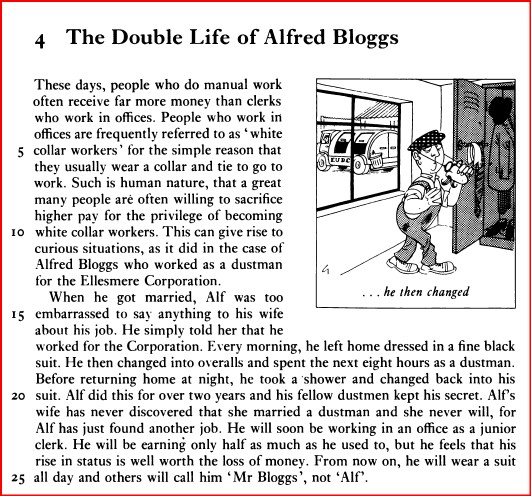 4 The Double Life of Alfred Bloggs
These days, people who do manual work
often receive far more money than clerks
who work in offices. People who work in
offices are frequently referred to as 'white
5 collar workers' for the simple reason that
they usually wear a collar and tie to go to
work. Such is human nature, that a great
many people are often willing to sacrifice
higher pay for the privilege of becoming
10 white collar workers. This can give rise to
curious situations, as it did in the case of
Alfred Bloggs who worked as a dustman
for the Ellesmere Corporation.
When he got married, Alf was too
15 embarrassed to say anything to his wife
about his job. He simply told her that he
worked for the Corporation. Every morning, he left home dressed in a fine black
suit. He then changed into overalls and spent the next eight hours as a dustman.
Before returning home at night, he took a shower and changed back into his
20 suit. Alf did this for over two years and his fellow dustmen kept his secret. Alf's
wife has never discovered that she married a dustman and she never will, for
Alf has just found another job. He will soon be working in an office as a junior
clerk. He will be earning only half as much as he used to, but he feels that his
rise in status is well worth the loss of money. From now on, he will wear a suit
25 all day and others will call him 'Mr Bloggs', not 'Alf'.
EUDC
. . . he then changed